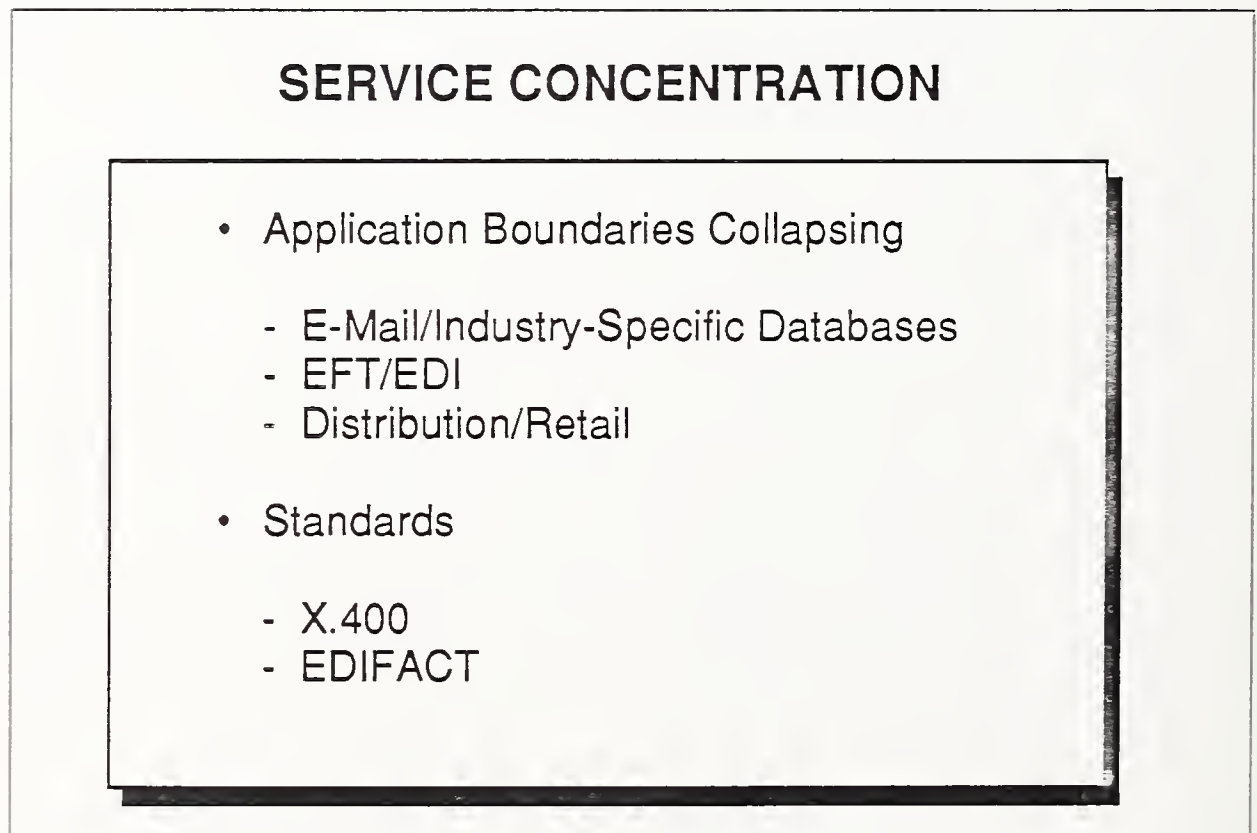 SERVICE CONCENTRATION
• Application Boundaries Collapsing
- E-Mail/Industry-Specific Databases
- EFT/EDI
- Distribution/Retail
• Standards
- X.400
- EDIFACT